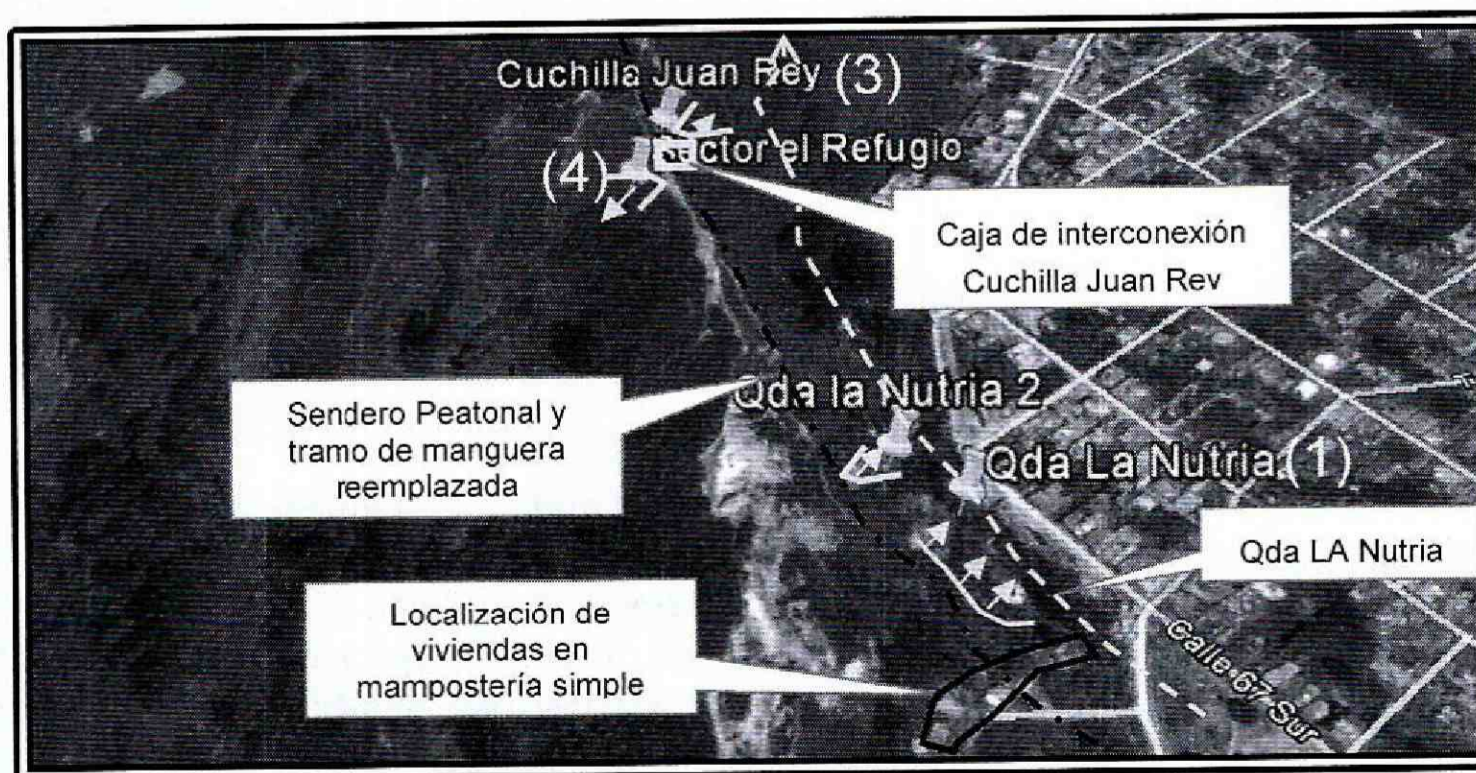 Cuchilla Juan Rey (3)
Sector el Refugio
(4)
Caja de interconexión
Cuchilla Juan Rey
Sendero Peatonal y
tramo de manguera
reemplazada
Qda la Nutria 2
Qda La Nutria (1)
Qda LA Nutria
Localización de
viviendas en
mampostería simple
calle 67 Sur